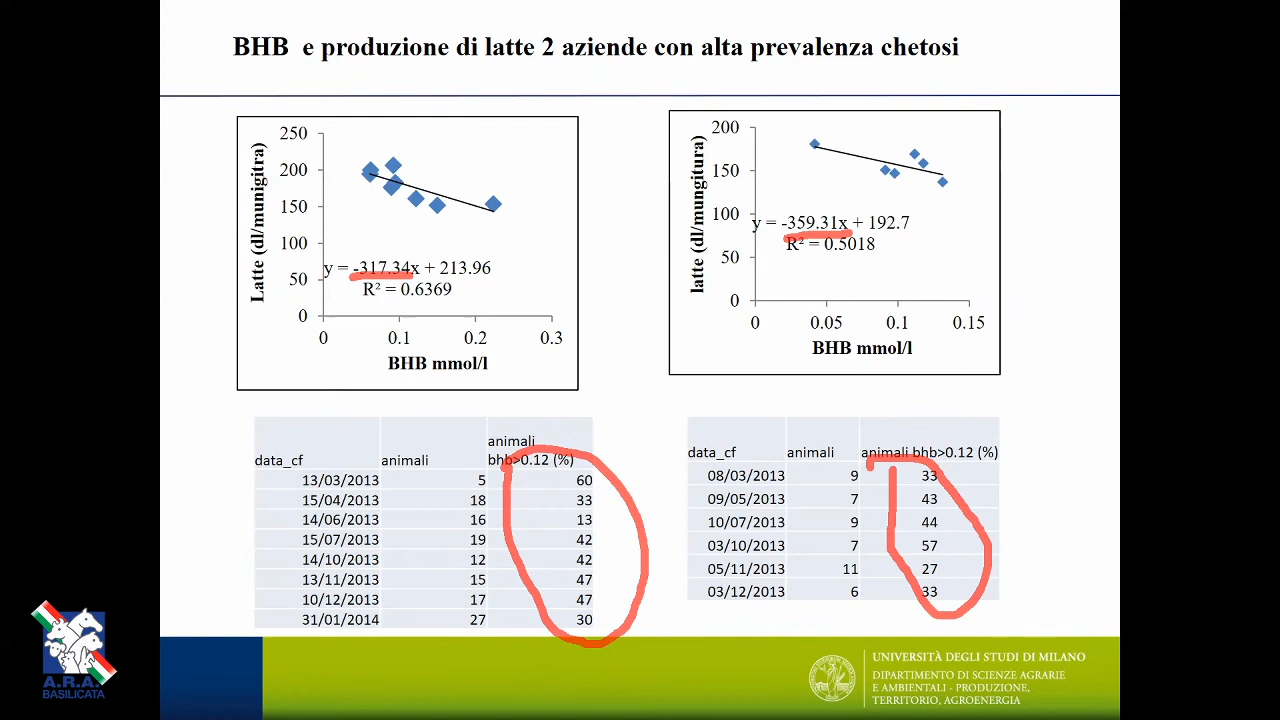 BHB e produzione di latte 2 aziende con alta prevalenza chetosi
Latte (dl/munigitra)
250
200
150
100
50
0
y = -317.34x + 213.96
R² = 0.6369
0 0.1 0.2 0.3
BHB mmol/l
latte (dl/mungitura)
200
150
100
50
0
y = -359.31x + 192.7
R² = 0.5018
0 0.05 0.1 0.15
BHB mmol/l
data_cf animali animali bhb>0.12 (%)
13/03/2013 5 60
15/04/2013 18 33
14/06/2013 16 13
15/07/2013 19 42
14/10/2013 12 42
13/11/2013 15 47
10/12/2013 17 47
31/01/2014 27 30
data_cf animali animali bhb>0.12 (%)
08/03/2013 9 33
09/05/2013 7 43
10/07/2013 9 44
03/10/2013 7 57
05/11/2013 11 27
03/12/2013 6 33
A.R.A.
BASILICATA
UNIVERSITÀ DEGLI STUDI DI MILANO
DIPARTIMENTO DI SCIENZE AGRARIE
E AMBIENTALI - PRODUZIONE,
TERRITORIO, AGROENERGIA